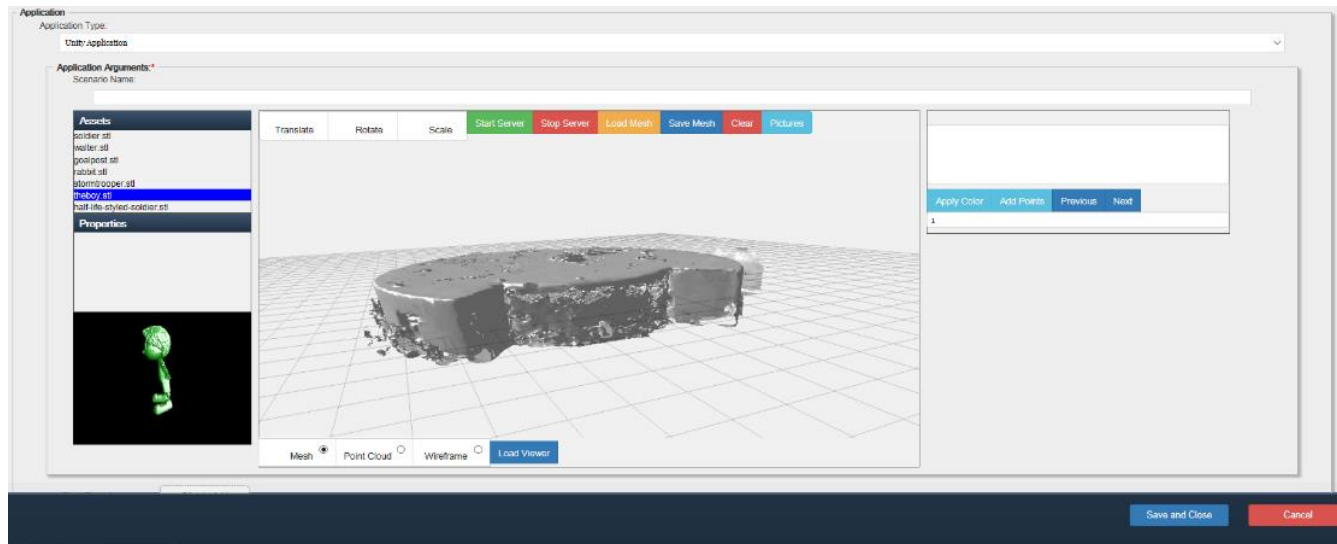 Application
Application Type:
Unity Application
Application Arguments:*
Scenario Name:
Assets
soldier.stl
walter.stl
goalpost.stl
rabbit.stl
stormtrooper.stl
theboy.stl
half-life-styled-soldier.stl
Properties
Translate Rotate Scale Start Server Stop Server Load Mesh Save Mesh Clear Pictures
Mesh Point Cloud Wireframe Load Viewer
Apply Color Add Points Previous Next
1
Save and Close Cancel